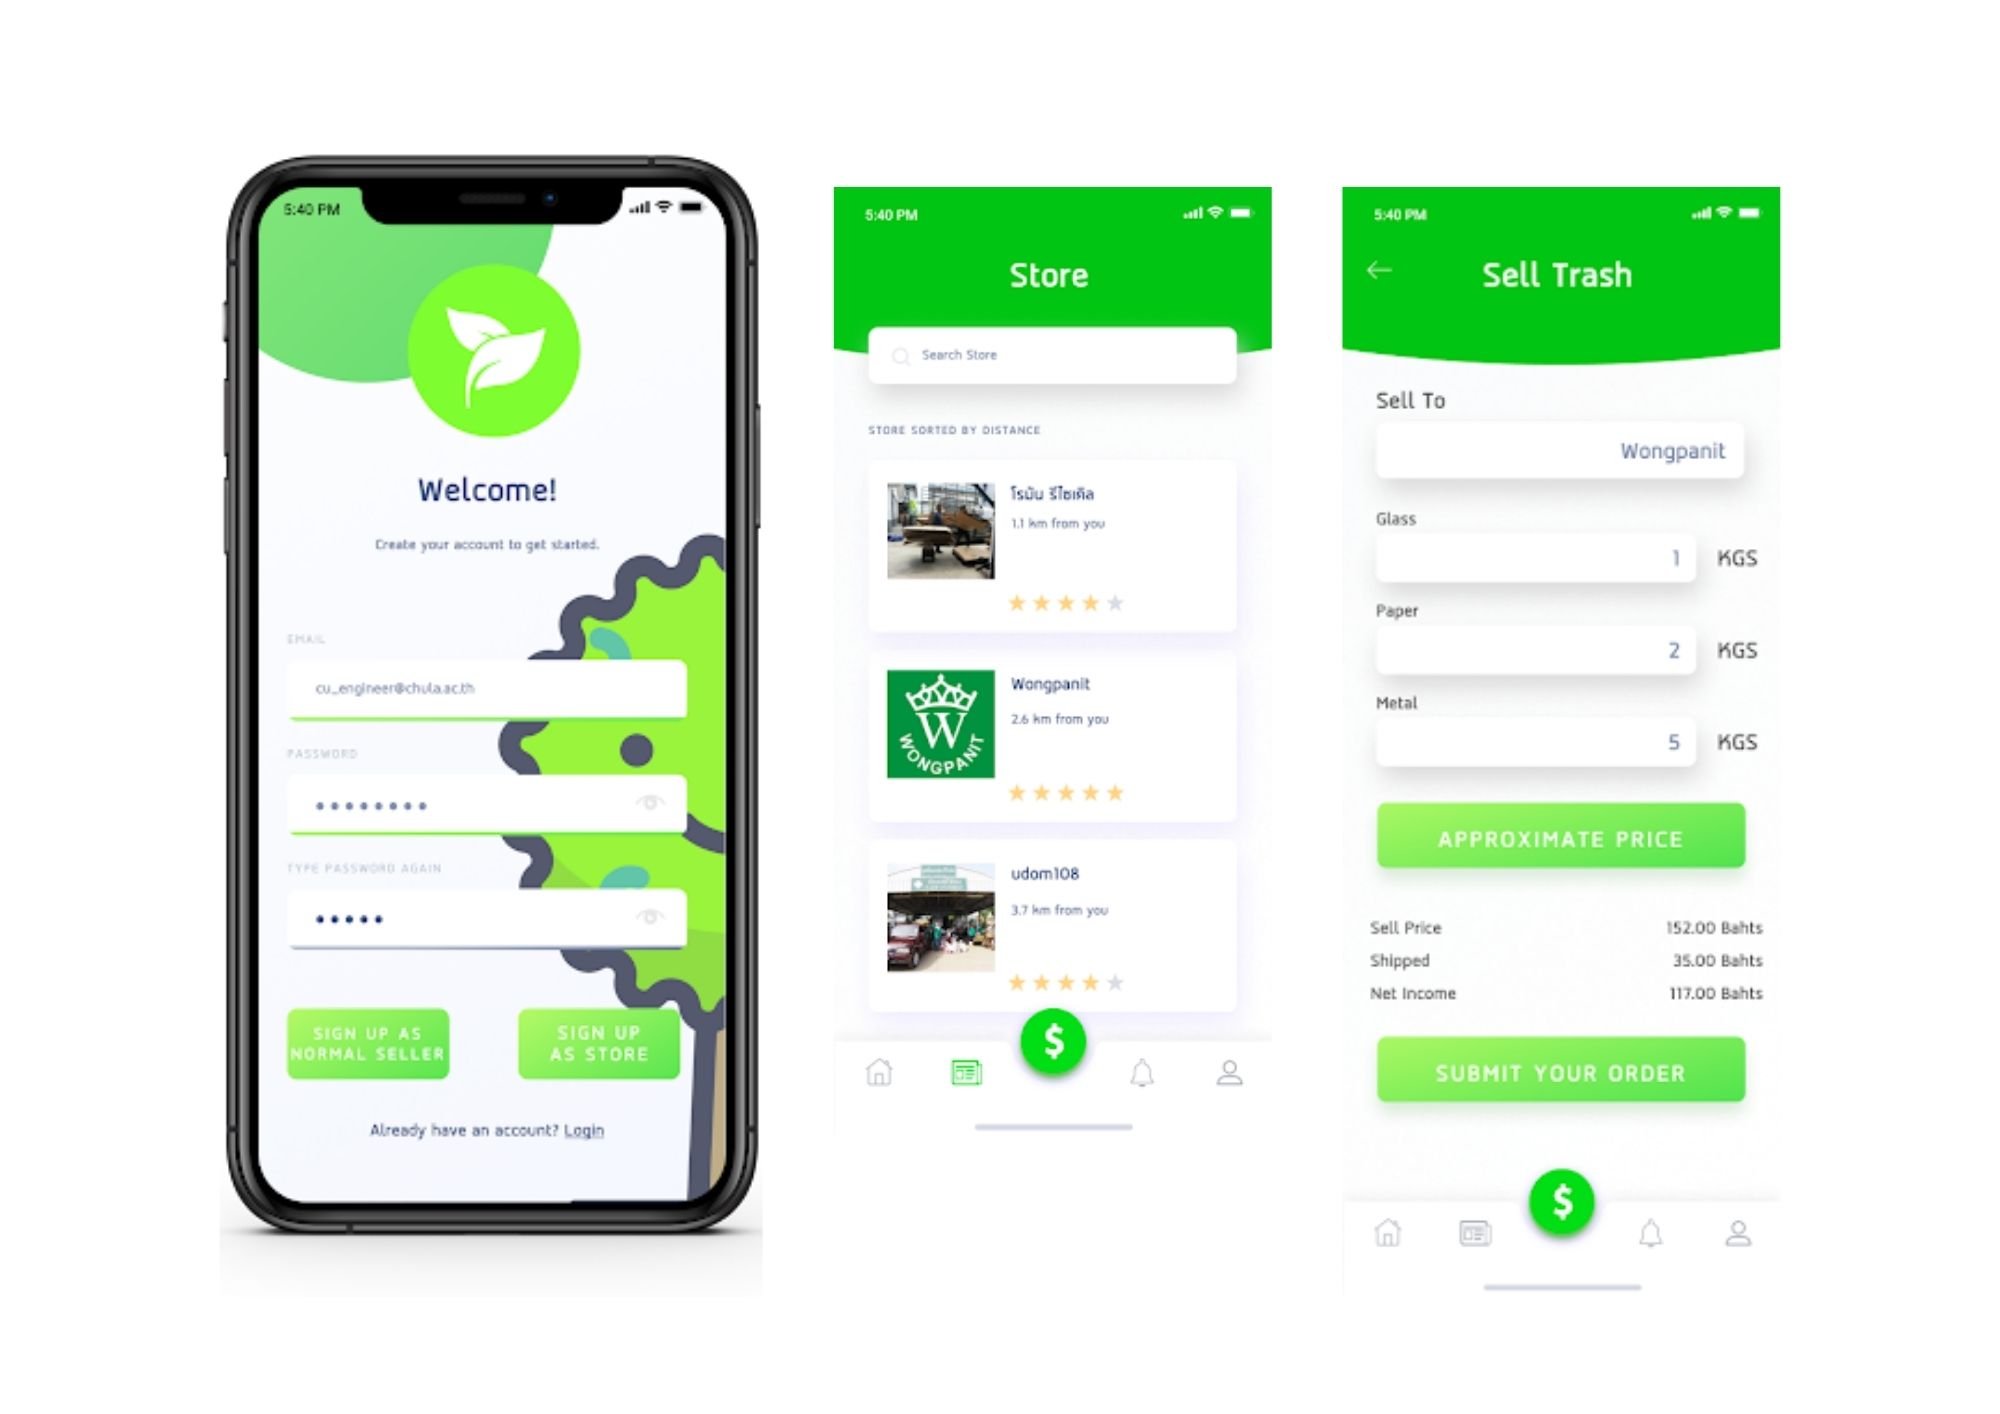 5:40 PM
Welcome!
Create your account to get started.
EMAIL
cu_engineer@chula.ac.th
PASSWORD
TYPE PASSWORD AGAIN
SIGN UP AS
NORMAL SELLER
SIGN UP
AS STORE
Already have an account? Login
5:40 PM
Store
Search Store
STORE SORTED BY DISTANCE
โรมัน รีไซเคิล
1.1 km from you
W
WONGPANIT
Wongpanit
2.6 km from you
udom108
3.7 km from you
$
5:40 PM
Sell Trash
Sell To
Wongpanit
Glass
1 KGS
Paper
2 KGS
Metal
5 KGS
APPROXIMATE PRICE
Sell Price 152.00 Bahts
Shipped 35.00 Bahts
Net Income 117.00 Bahts
SUBMIT YOUR ORDER
$